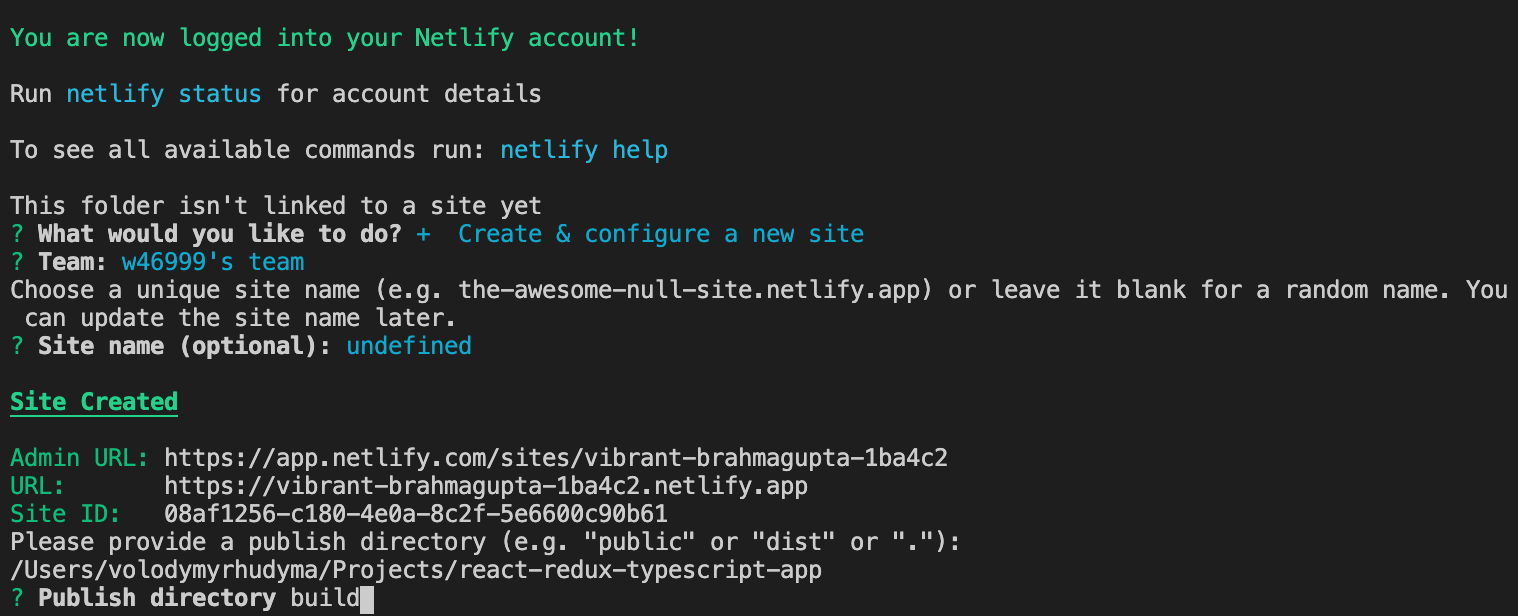 You are now logged into your Netlify account!
Run netlify status for account details
To see all available commands run: netlify help
This folder isn't linked to a site yet
? What would you like to do? + Create & configure a new site
? Team: w46999's team
Choose a unique site name (e.g. the-awesome-null-site.netlify.app) or leave it blank for a random name. You
can update the site name later.
? Site name (optional): undefined
Site Created
Admin URL: https://app.netlify.com/sites/vibrant-brahmagupta-1ba4c2
URL: https://vibrant-brahmagupta-1ba4c2.netlify.app
Site ID: 08af1256-c180-4e0a-8c2f-5e6600c90b61
Please provide a publish directory (e.g. "public" or "dist" or "."):
/Users/volodymyrhudyma/Projects/react-redux-typescript-app
? Publish directory build